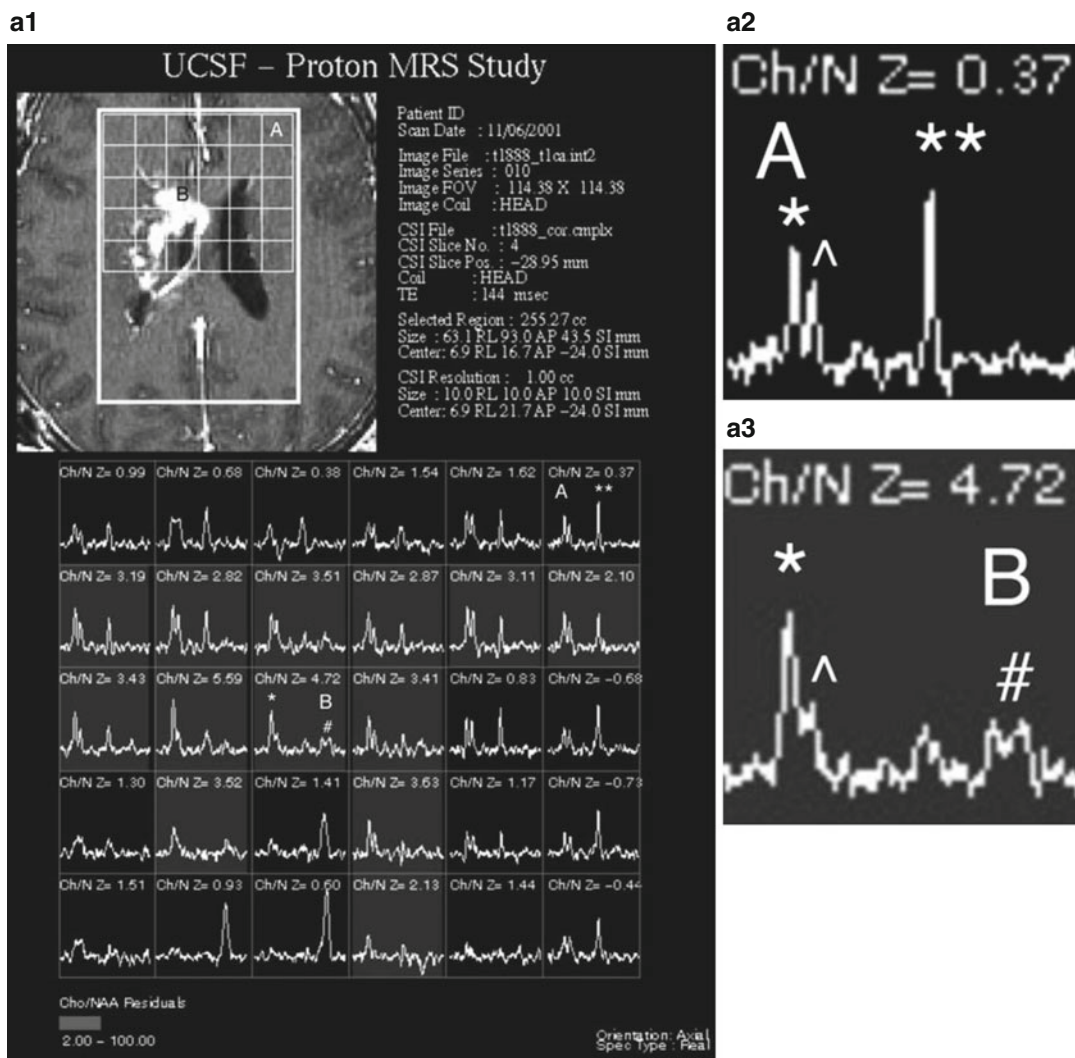 a1
UCSF – Proton MRS Study
A
B
Patient ID
Scan Date : 11/06/2001
Image File : t1888_t1ca.int2
Image Series : 010
Image FOV : 114.38 X 114.38
Image Coil : HEAD
CSI File : t1888_cor.cmplx
CSI Slice No. : 4
CSI Slice Pos. : -28.95 mm
Coil : HEAD
TE : 144 msec
Selected Region : 255.27 cc
Size : 63.1 RL 93.0 AP 43.5 SI mm
Center: 6.9 RL 16.7 AP -24.0 SI mm
CSI Resolution : 1.00 cc
Size : 10.0 RL 10.0 AP 10.0 SI mm
Center: 6.9 RL 21.7 AP -24.0 SI mm
Ch/N Z= 0.99 Ch/N Z= 0.68 Ch/N Z= 0.38 Ch/N Z= 1.54 Ch/N Z= 1.62 Ch/N Z= 0.37
A **
Ch/N Z= 3.19 Ch/N Z= 2.82 Ch/N Z= 3.51 Ch/N Z= 2.87 Ch/N Z= 3.11 Ch/N Z= 2.10
Ch/N Z= 3.43 Ch/N Z= 5.59 Ch/N Z= 4.72 Ch/N Z= 3.41 Ch/N Z= 0.83 Ch/N Z= -0.68
* B
#
Ch/N Z= 1.30 Ch/N Z= 3.52 Ch/N Z= 1.41 Ch/N Z= 3.63 Ch/N Z= 1.17 Ch/N Z= -0.73
Ch/N Z= 1.51 Ch/N Z= 0.93 Ch/N Z= 0.60 Ch/N Z= 2.13 Ch/N Z= 1.44 Ch/N Z= -0.44
Cho/NAA Residuals
2.00 - 100.00
Orientation: Axial
Spec Type : Real
a2
Ch/N Z= 0.37
A **
* ^
a3
Ch/N Z= 4.72
* B
^ #